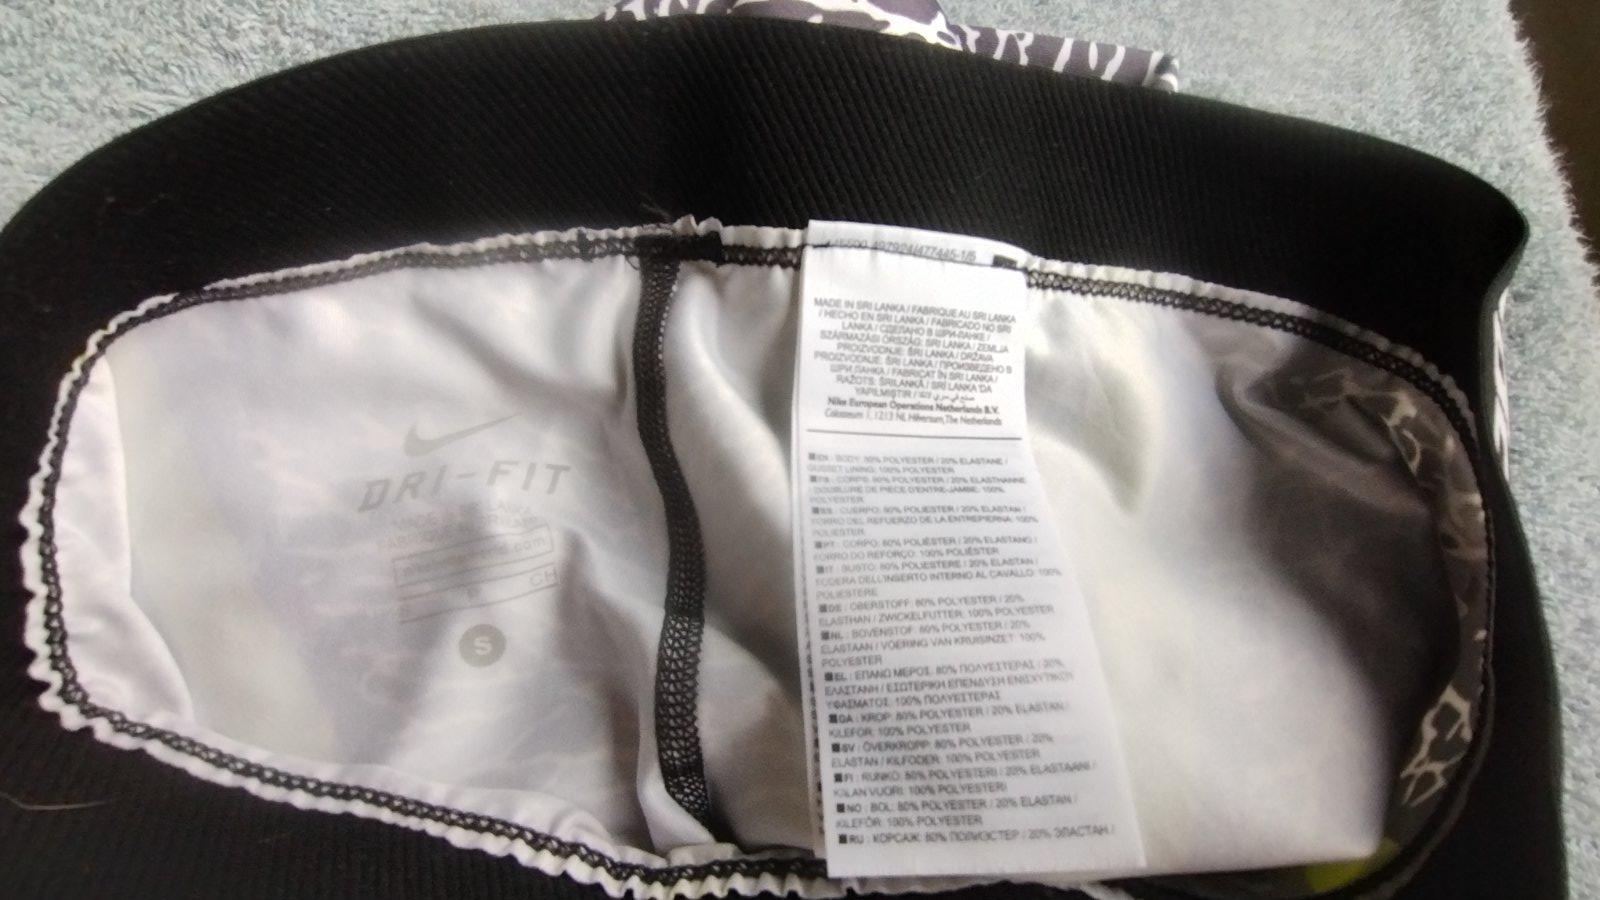 497924/477445-1/5
MADE IN SRI LANKA / FABRIQUE AU SRI LANKA
/ HECHO EN SRI LANKA / FABRICADO NO SRI
LANKA / СДЕЛАНО В ШРИ-ЛАНКЕ /
SZÁRMAZÁSI ORSZÁG: SRI LANKA / ZEMLJA
PROIZVODNJE: ŠRI LANKA / DRŽAVA
PROIZVODNJE: ŠRI LANKA / ПРОИЗВЕДЕНО В
ШРИ ЛАНКА / FABRICAT ÎN SRI LANKA /
RAŽOTS: ŠRILANKĀ / SRI LANKA'DA
YAPILMIŞTIR /
Nike European Operations Netherlands B.V.
Colosseum 1, 1213 NL Hilversum, The Netherlands
EN : BODY: 80% POLYESTER / 20% ELASTANE /
GUSSET LINING: 100% POLYESTER
FR : CORPS: 80% POLYESTER / 20% ELASTHANNE
/ DOUBLURE DE PIECE D'ENTRE-JAMBE: 100%
POLYESTER
ES : CUERPO: 80% POLIESTER / 20% ELASTAN /
FORRO DEL REFUERZO DE LA ENTREPIERNA: 100%
POLIESTER
PT : CORPO: 80% POLIÉSTER / 20% ELASTANO /
FORRO DO REFORÇO: 100% POLIÉSTER
IT : BUSTO: 80% POLIESTERE / 20% ELASTAN /
FODERA DELL'INSERTO INTERNO AL CAVALLO: 100%
POLIESTERE
DE : OBERSTOFF: 80% POLYESTER / 20%
ELASTHAN / ZWICKELFUTTER: 100% POLYESTER
NL : BOVENSTOF: 80% POLYESTER / 20%
ELASTAAN / VOERING VAN KRUISINZET: 100%
POLYESTER
EL : ΕΠΑΝΩ ΜΕΡΟΣ: 80% ΠΟΛΥΕΣΤΕΡΑΣ / 20%
ΕΛΑΣΤΑΝΗ / ΕΣΩΤΕΡΙΚΗ ΕΠΕΝΔΥΣΗ ΕΝΙΣΧΥΤΙΚΟΥ
ΥΦΑΣΜΑΤΟΣ: 100% ΠΟΛΥΕΣΤΕΡΑΣ
DA : KROP: 80% POLYESTER / 20% ELASTAN /
KILEFOR: 100% POLYESTER
SV : ÖVERKROPP: 80% POLYESTER / 20%
ELASTAN / KILFODER: 100% POLYESTER
FI : RUNKO: 80% POLYESTERI / 20% ELASTAANI /
KIILAN VUORI: 100% POLYESTERI
NO : BOL: 80% POLYESTER / 20% ELASTAN /
KILEFÔR: 100% POLYESTER
RU : КОРСАЖ: 80% ПОЛИЭСТЕР / 20% ЭЛАСТАН /
DRI-FIT
CH
S